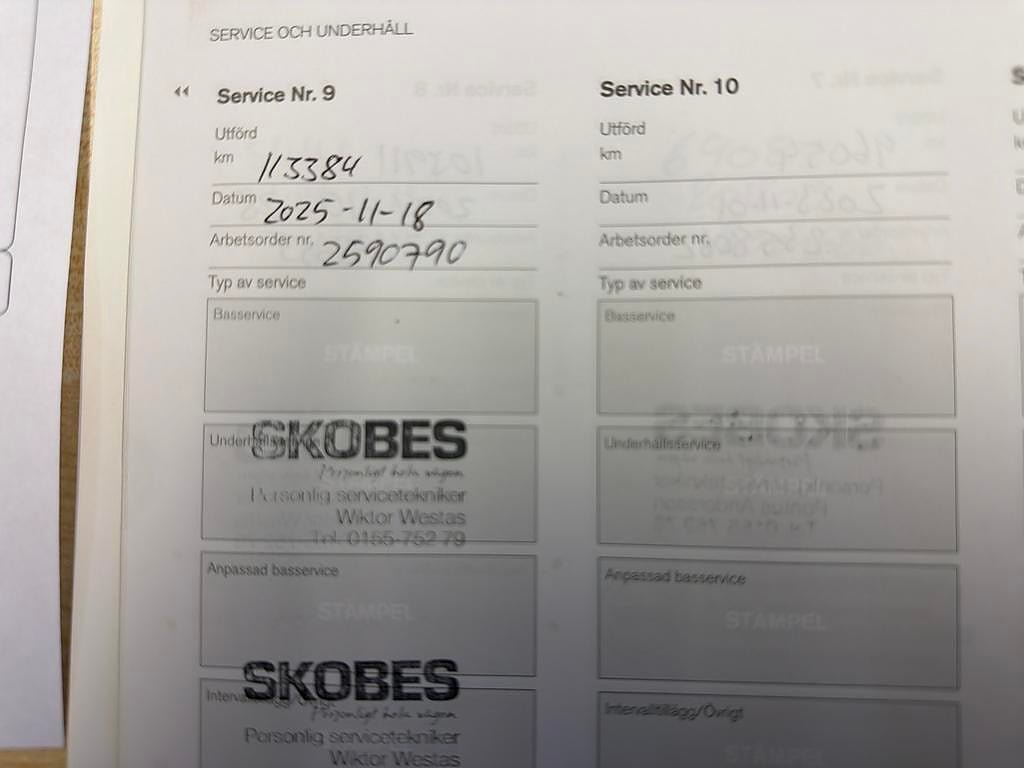 SERVICE OCH UNDERHÅLL
Service Nr. 9
Utförd
km 113384
Datum 2025-11-18
Arbetsorder nr. 2590790
Typ av service
Basservice
STÄMPEL
Underhållsservice
SKOBES
Personligt hela vägen
Personlig servicetekniker
Wiktor Westas
Tel. 0155-752 79
Anpassad basservice
STÄMPEL
SKOBES
Intervalltillägg/Övrigt
Personligt hela vägen
Personlig servicetekniker
Wiktor Westas
Service Nr. 10
Utförd
km
Datum
Arbetsorder nr.
Typ av service
Basservice
STÄMPEL
Underhållsservice
Anpassad basservice
STÄMPEL
Intervalltillägg/Övrigt
STÄMPEL